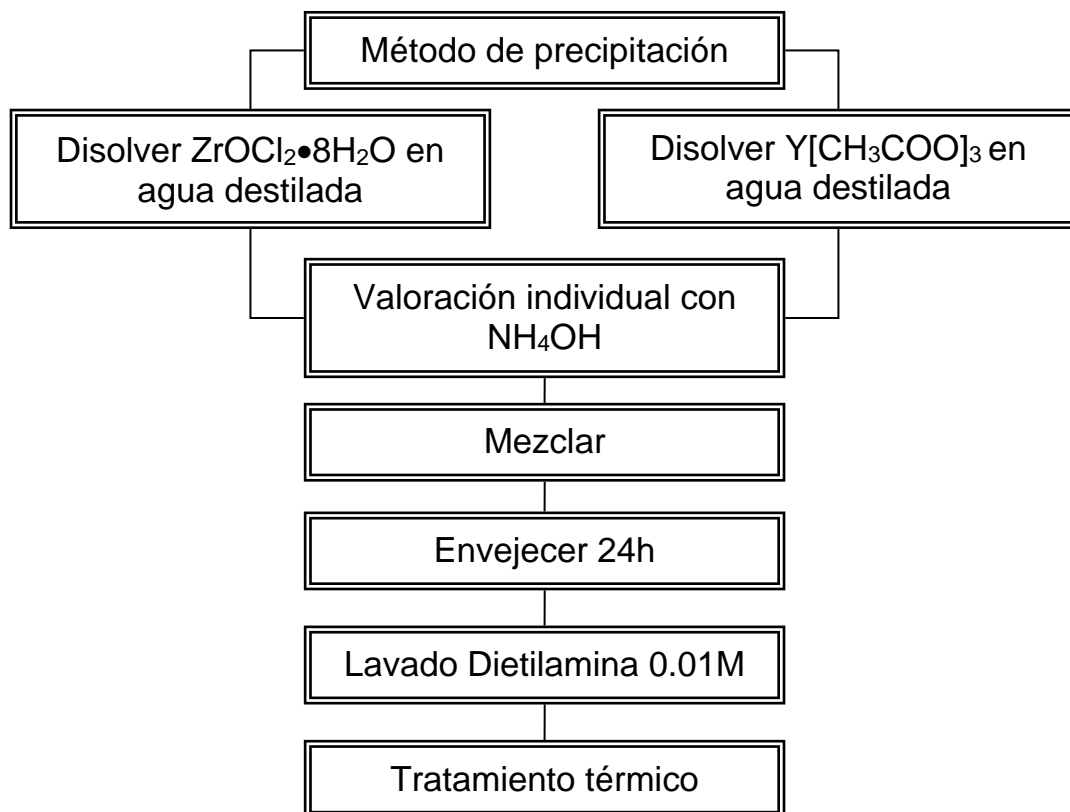 Método de precipitación
Disolver ZrOCl₂•8H₂O en
agua destilada
Disolver Y[CH₃COO]₃ en
agua destilada
Valoración individual con
NH₄OH
Mezclar
Envejecer 24h
Lavado Dietilamina 0.01M
Tratamiento térmico